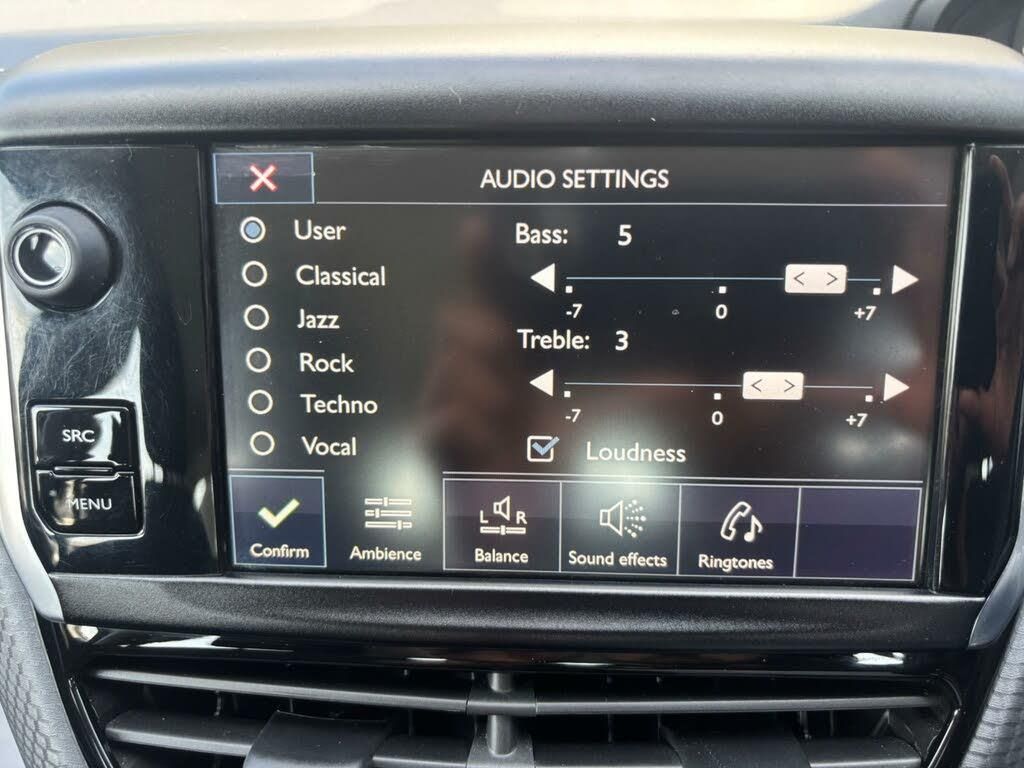 AUDIO SETTINGS
User
Classical
Jazz
Rock
Techno
Vocal
Bass: 5
-7 0 +7
Treble: 3
-7 0 +7
Loudness
SRC
MENU
Confirm
Ambience
L R
Balance
Sound effects
Ringtones